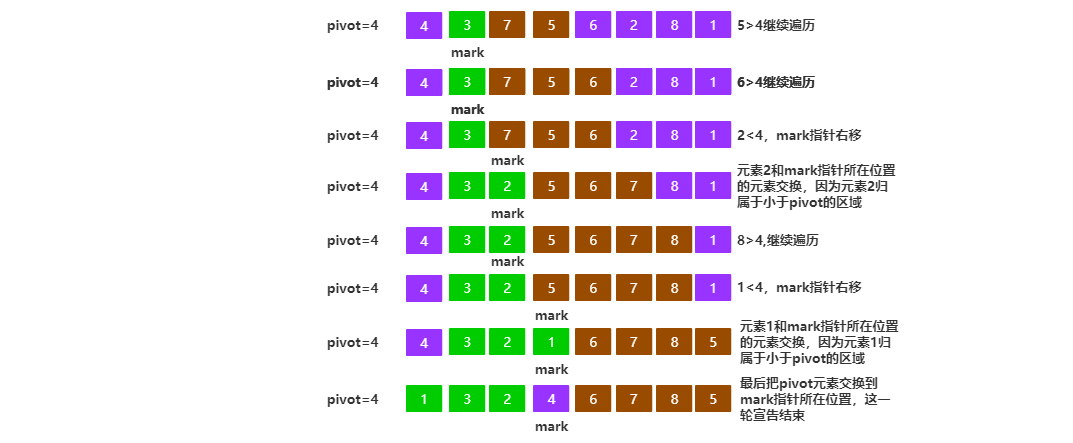 pivot=4 4 3 7 5 6 2 8 1 5>4继续遍历
mark
pivot=4 4 3 7 5 6 2 8 1 6>4继续遍历
mark
pivot=4 4 3 7 5 6 2 8 1 2<4，mark指针右移
mark
pivot=4 4 3 2 5 6 7 8 1 元素2和mark指针所在位置
的元素交换，因为元素2归
属于小于pivot的区域
mark
pivot=4 4 3 2 5 6 7 8 1 8>4,继续遍历
mark
pivot=4 4 3 2 5 6 7 8 1 1<4，mark指针右移
mark
pivot=4 4 3 2 1 6 7 8 5 元素1和mark指针所在位置
的元素交换，因为元素1归
属于小于pivot的区域
mark
pivot=4 1 3 2 4 6 7 8 5 最后把pivot元素交换到
mark指针所在位置，这一
轮宣告结束
mark